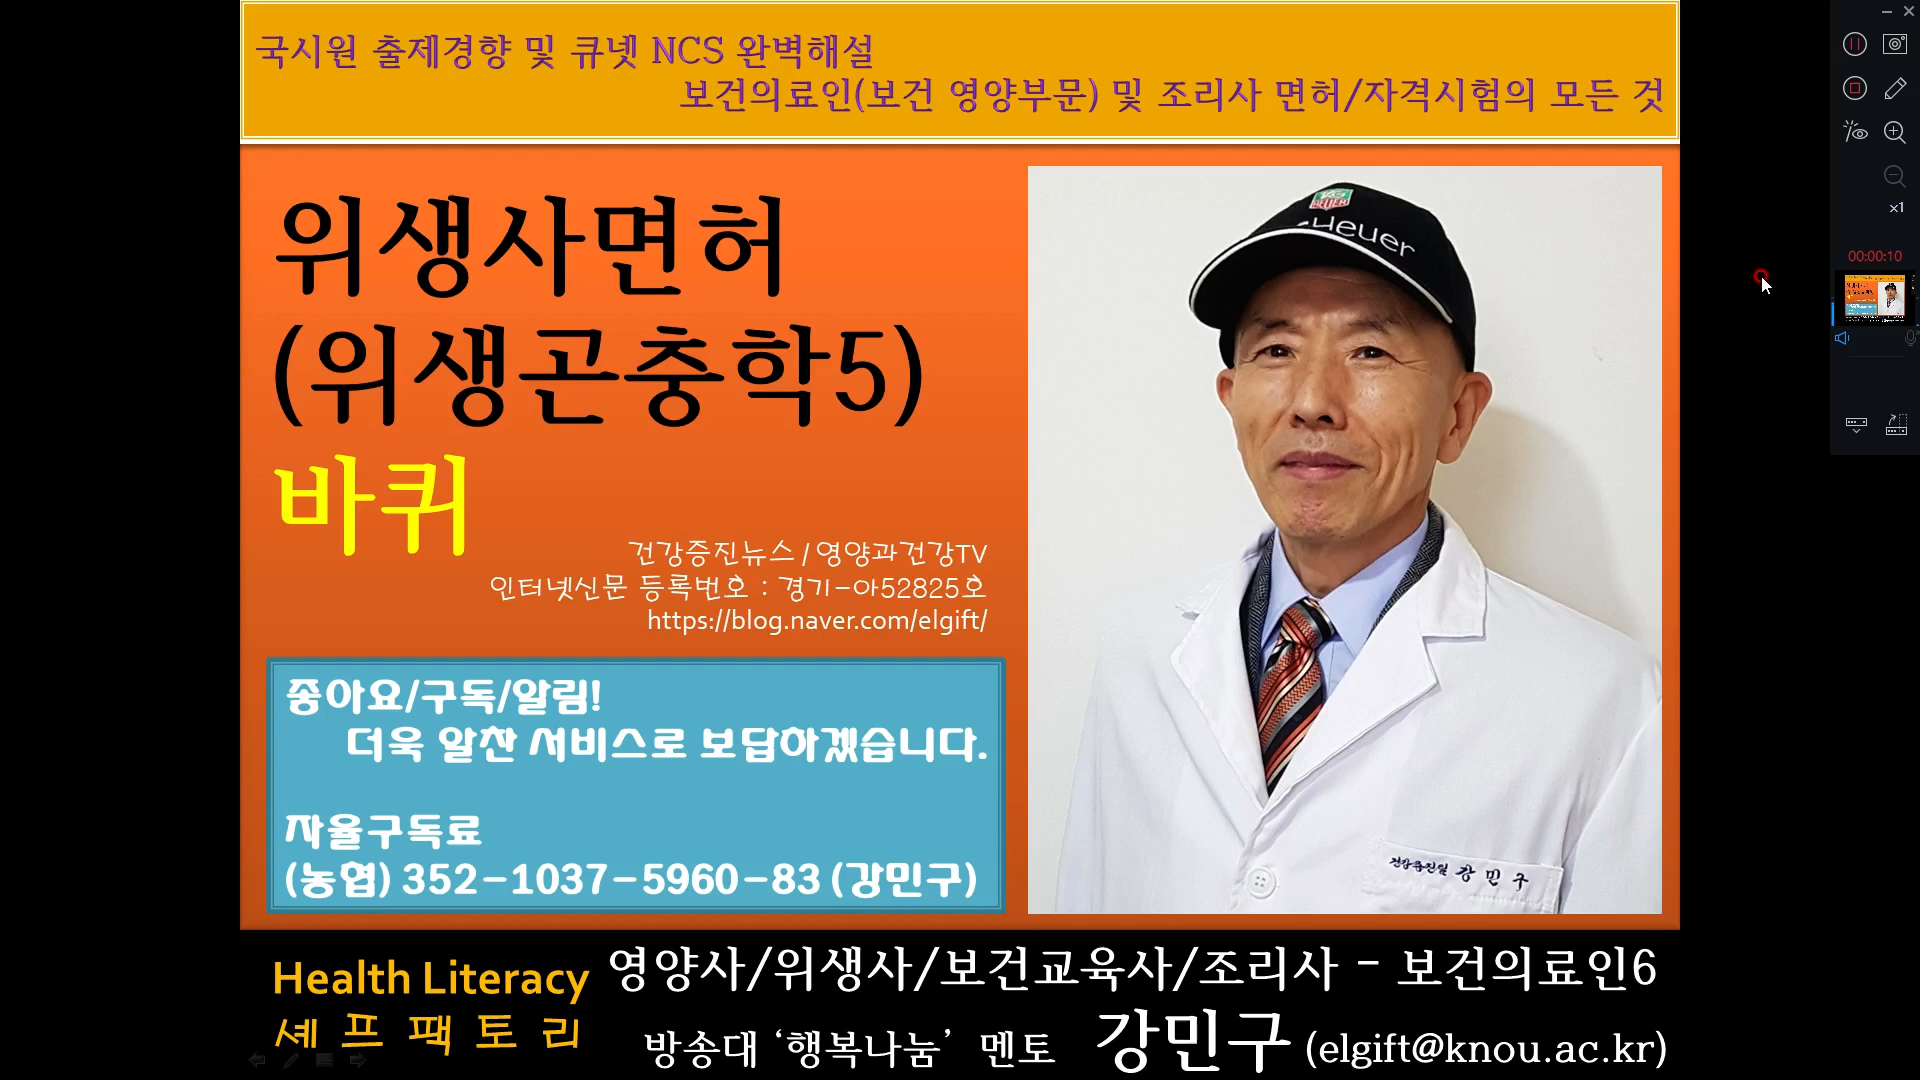 국시원 출제경향 및 큐넷 NCS 완벽해설
보건의료인(보건 영양부문) 및 조리사 면허/자격시험의 모든 것
위생사면허
(위생곤충학5)
바퀴
건강증진뉴스 / 영양과건강TV
인터넷신문 등록번호 : 경기-아52825호
https://blog.naver.com/elgift/
좋아요/구독/알림!
더욱 알찬 서비스로 보답하겠습니다.
자율구독료
(농협) 352-1037-5960-83 (강민구)
TAG
HEUER
Heuer
건강증진일 강 민 구
Health Literacy
셰 프 팩 토 리
영양사/위생사/보건교육사/조리사 - 보건의료인6
방송대 ‘행복나눔’ 멘토 강민구 (elgift@knou.ac.kr)
x1
00:00:10